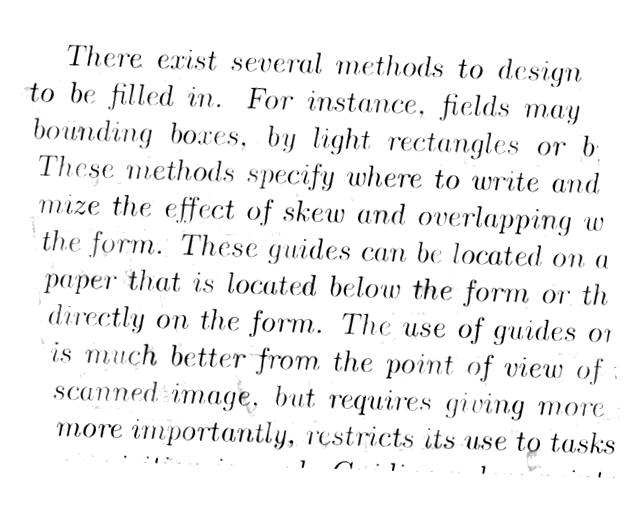 There exist several methods to design
to be filled in. For instance, fields may
bounding boxes, by light rectangles or b
These methods specify where to write and
mize the effect of skew and overlapping w
the form. These guides can be located on a
paper that is located below the form or th
directly on the form. The use of guides or
is much better from the point of view of
scanned image, but requires giving more
more importantly, restricts its use to tasks